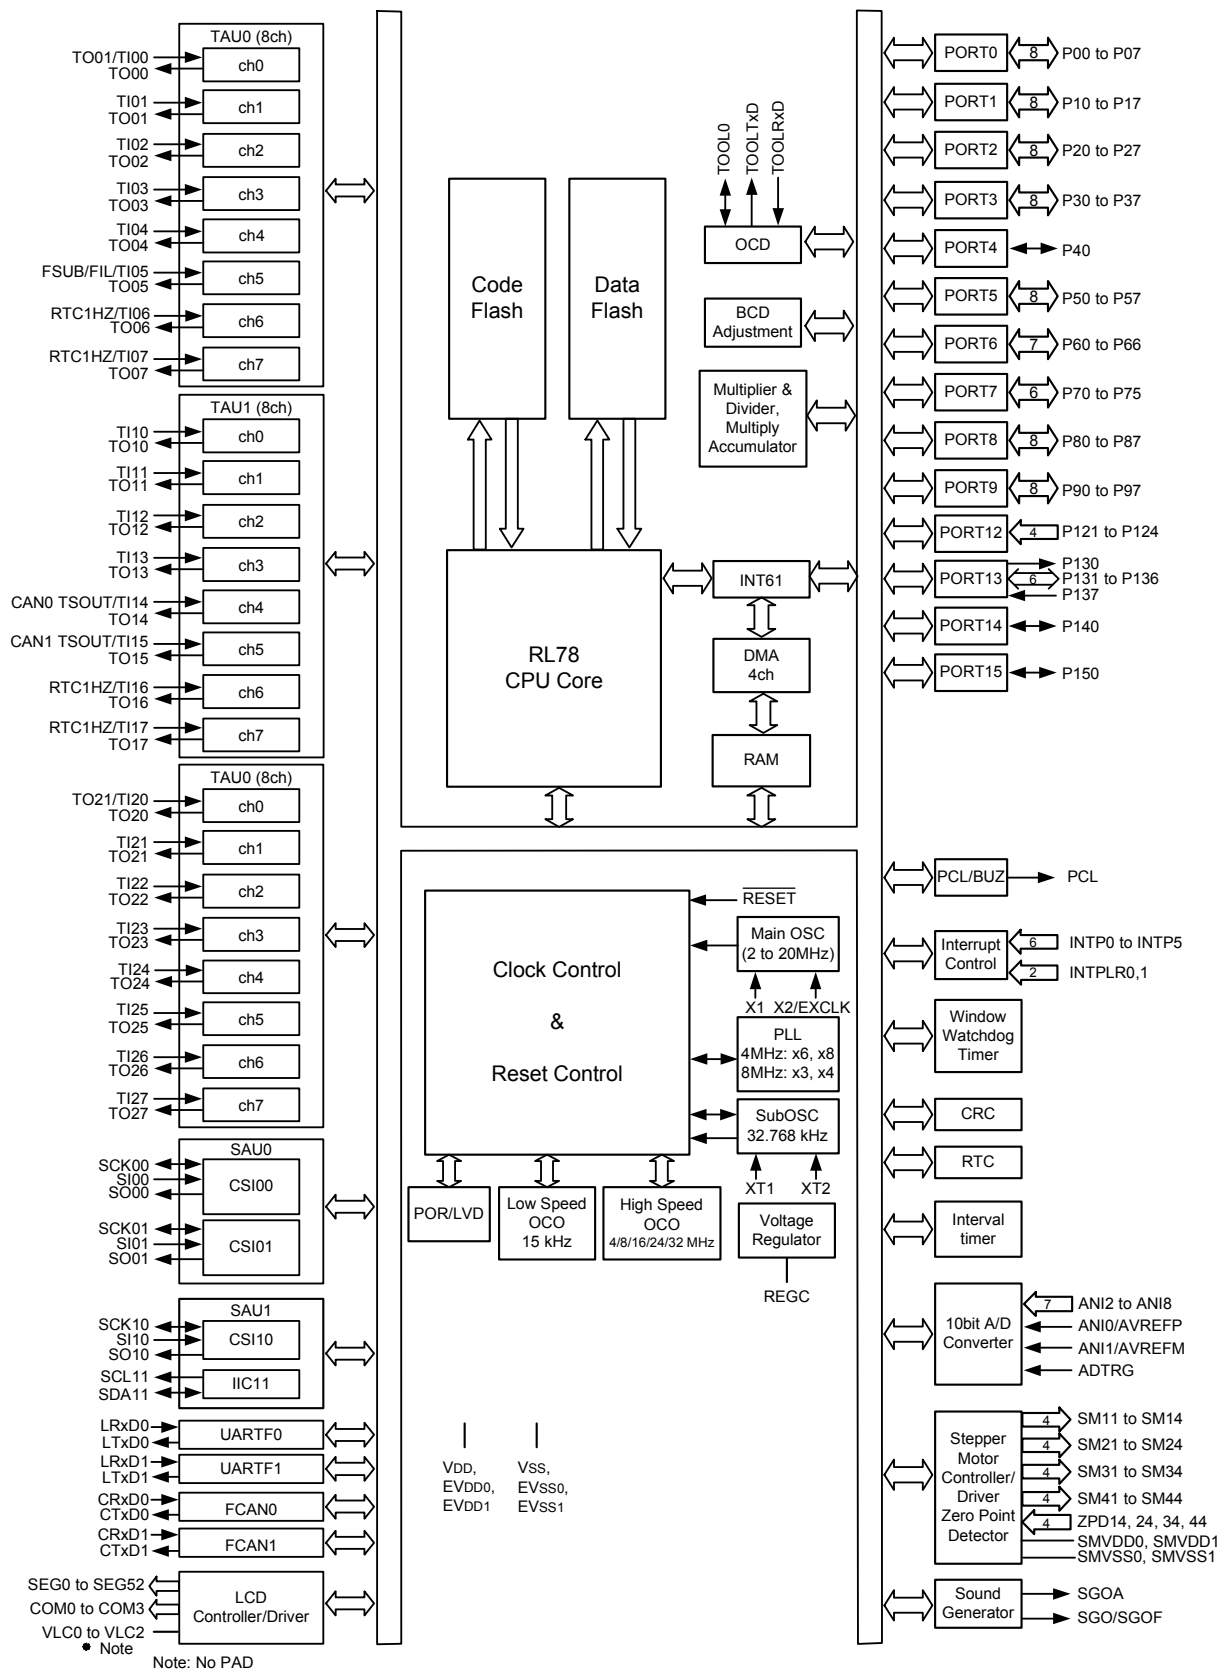 TAU0 (8ch)
TO01/TI00
TO00
ch0
TI01
TO01
ch1
TI02
TO02
ch2
TI03
TO03
ch3
TI04
TO04
ch4
FSUB/FIL/TI05
TO05
ch5
RTC1HZ/TI06
TO06
ch6
RTC1HZ/TI07
TO07
ch7
TAU1 (8ch)
TI10
TO10
ch0
TI11
TO11
ch1
TI12
TO12
ch2
TI13
TO13
ch3
CAN0 TSOUT/TI14
TO14
ch4
CAN1 TSOUT/TI15
TO15
ch5
RTC1HZ/TI16
TO16
ch6
RTC1HZ/TI17
TO17
ch7
TAU0 (8ch)
TO21/TI20
TO20
ch0
TI21
TO21
ch1
TI22
TO22
ch2
TI23
TO23
ch3
TI24
TO24
ch4
TI25
TO25
ch5
TI26
TO26
ch6
TI27
TO27
ch7
SAU0
SCK00
SI00
SO00
CSI00
SCK01
SI01
SO01
CSI01
SAU1
SCK10
SI10
SO10
CSI10
SCL11
SDA11
IIC11
LRxD0
LTxD0
UARTF0
LRxD1
LTxD1
UARTF1
CRxD0
CTxD0
FCAN0
CRxD1
CTxD1
FCAN1
SEG0 to SEG52
COM0 to COM3
VLC0 to VLC2
LCD
Controller/Driver
● Note
Note: No PAD
Code
Flash
Data
Flash
TOOL0
TOOLTxD
TOOLRxD
OCD
BCD
Adjustment
Multiplier &
Divider,
Multiply
Accumulator
RL78
CPU Core
INT61
DMA
4ch
RAM
Clock Control
&
Reset Control
RESET
Main OSC
(2 to 20MHz)
X1 X2/EXCLK
PLL
4MHz: x6, x8
8MHz: x3, x4
SubOSC
32.768 kHz
XT1 XT2
POR/LVD
Low Speed
OCO
15 kHz
High Speed
OCO
4/8/16/24/32 MHz
Voltage
Regulator
REGC
VDD,
EVDD0,
EVDD1
VSS,
EVSS0,
EVSS1
PORT0 8 P00 to P07
PORT1 8 P10 to P17
PORT2 8 P20 to P27
PORT3 8 P30 to P37
PORT4 P40
PORT5 8 P50 to P57
PORT6 7 P60 to P66
PORT7 6 P70 to P75
PORT8 8 P80 to P87
PORT9 8 P90 to P97
PORT12 4 P121 to P124
P130
PORT13 6 P131 to P136
P137
PORT14 P140
PORT15 P150
PCL/BUZ PCL
Interrupt
Control
6 INTP0 to INTP5
2 INTPLR0,1
Window
Watchdog
Timer
CRC
RTC
Interval
timer
10bit A/D
Converter
7 ANI2 to ANI8
ANI0/AVREFP
ANI1/AVREFM
ADTRG
Stepper
Motor
Controller/
Driver
Zero Point
Detector
4 SM11 to SM14
4 SM21 to SM24
4 SM31 to SM34
4 SM41 to SM44
4 ZPD14, 24, 34, 44
SMVDD0, SMVDD1
SMVSS0, SMVSS1
Sound
Generator
SGOA
SGO/SGOF